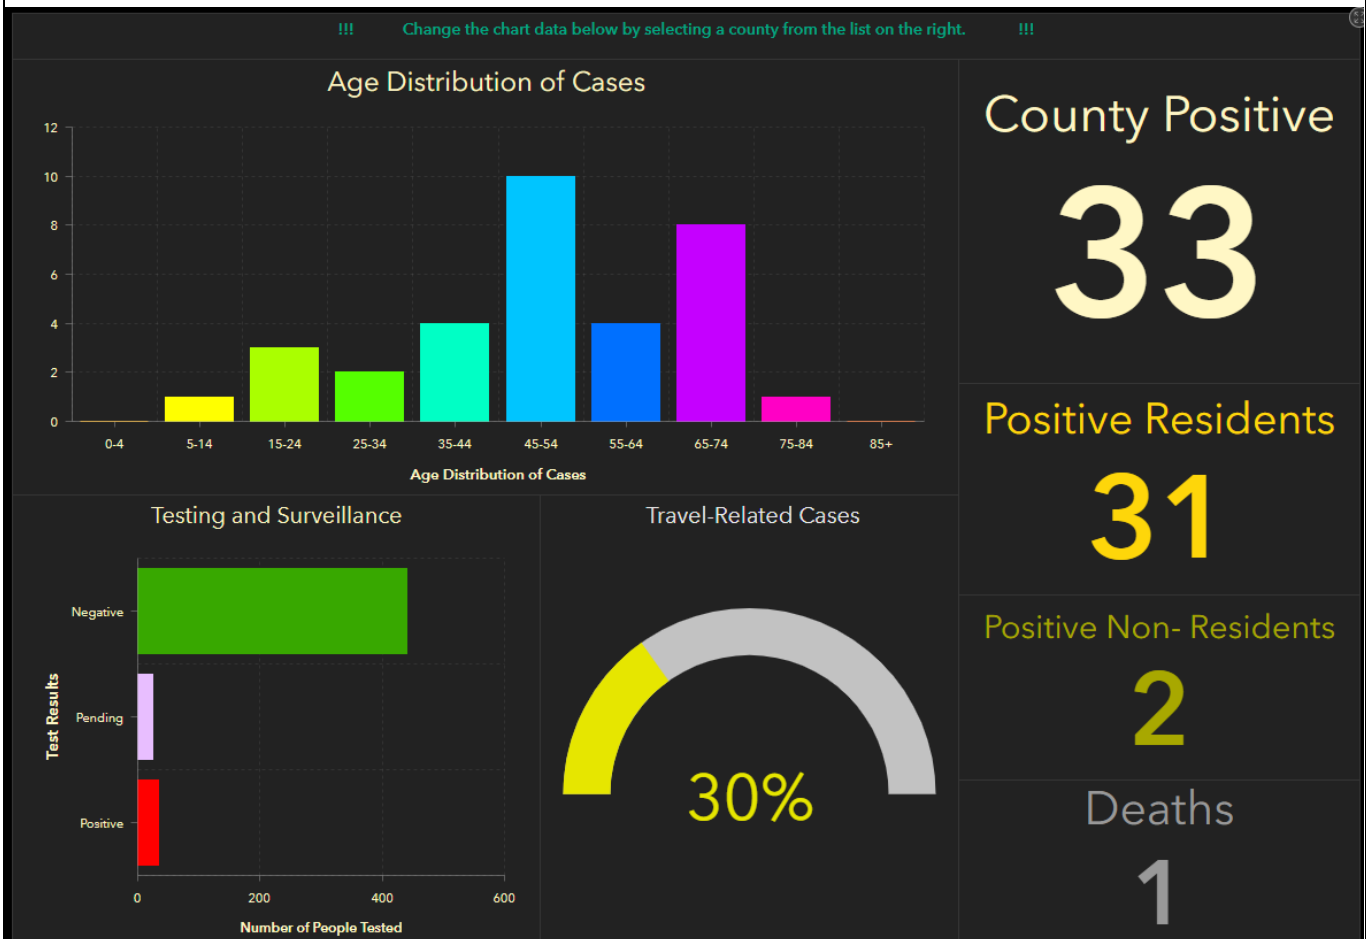 !!! Change the chart data below by selecting a county from the list on the right. !!!
Age Distribution of Cases
12
10
8
6
4
2
0
0-4 5-14 15-24 25-34 35-44 45-54 55-64 65-74 75-84 85+
Age Distribution of Cases
County Positive
33
Positive Residents
31
Positive Non- Residents
2
Deaths
1
Testing and Surveillance
Test Results
Negative
Pending
Positive
0 200 400 600
Number of People Tested
Travel-Related Cases
30%